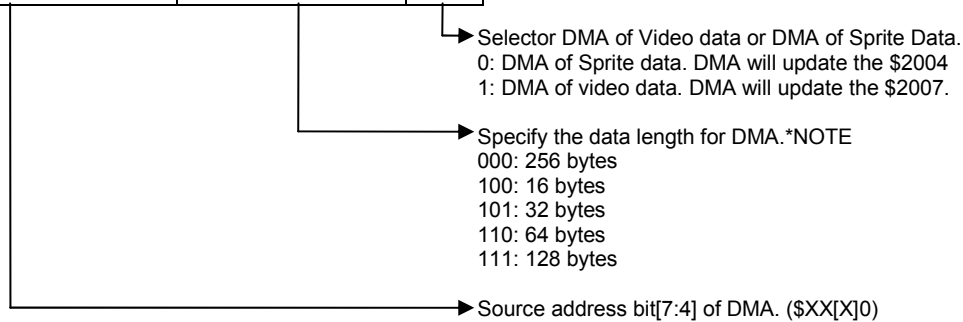 Selector DMA of Video data or DMA of Sprite Data.
0: DMA of Sprite data. DMA will update the $2004
1: DMA of video data. DMA will update the $2007.
Specify the data length for DMA.*NOTE
000: 256 bytes
100: 16 bytes
101: 32 bytes
110: 64 bytes
111: 128 bytes
Source address bit[7:4] of DMA. ($XX[X]0)